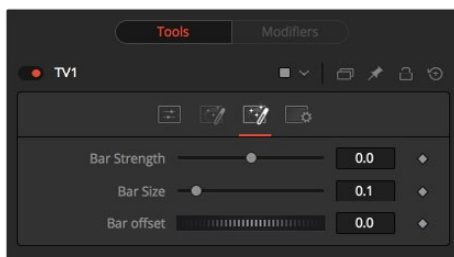 Tools Modifiers
TV1
Bar Strength 0.0
Bar Size 0.1
Bar offset 0.0